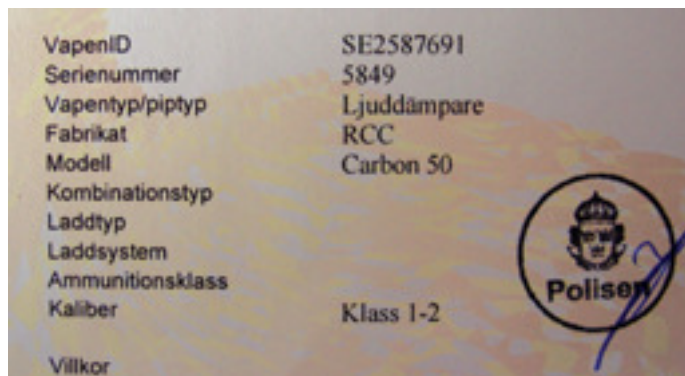 VapenID SE2587691
Serienummer 5849
Vapentyp/piptyp Ljuddämpare
Fabrikat RCC
Modell Carbon 50
Kombinationstyp
Laddtyp
Laddsystem
Ammunitionsklass
Kaliber Klass 1-2
Polisen
Villkor